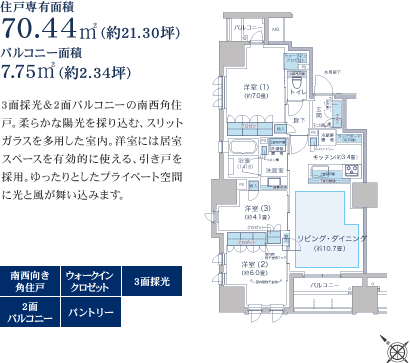 住戸専有面積
70.44㎡(約21.30坪)
バルコニー面積
7.75㎡(約2.34坪)
3面採光&2面バルコニーの南西角住
戸。柔らかな陽光を採り込む、スリット
ガラスを多用した室内。洋室には居室
スペースを有効的に使える、引き戸を
採用。ゆったりとしたプライベート空間
に光と風が舞い込みます。
南西向き
角住戸
ウォークイン
クロゼット
3面採光
2面
バルコニー
パントリー
バルコニー
MB
洋室(1)
(約7.0畳)
トイレ
廊下
玄関
物入
浴室
洗面室
キッチン(約3.4畳)
洋室(3)
(約4.1畳)
クロゼット
リビング・ダイニング
(約10.7畳)
洋室(2)
(約6.0畳)
バルコニー